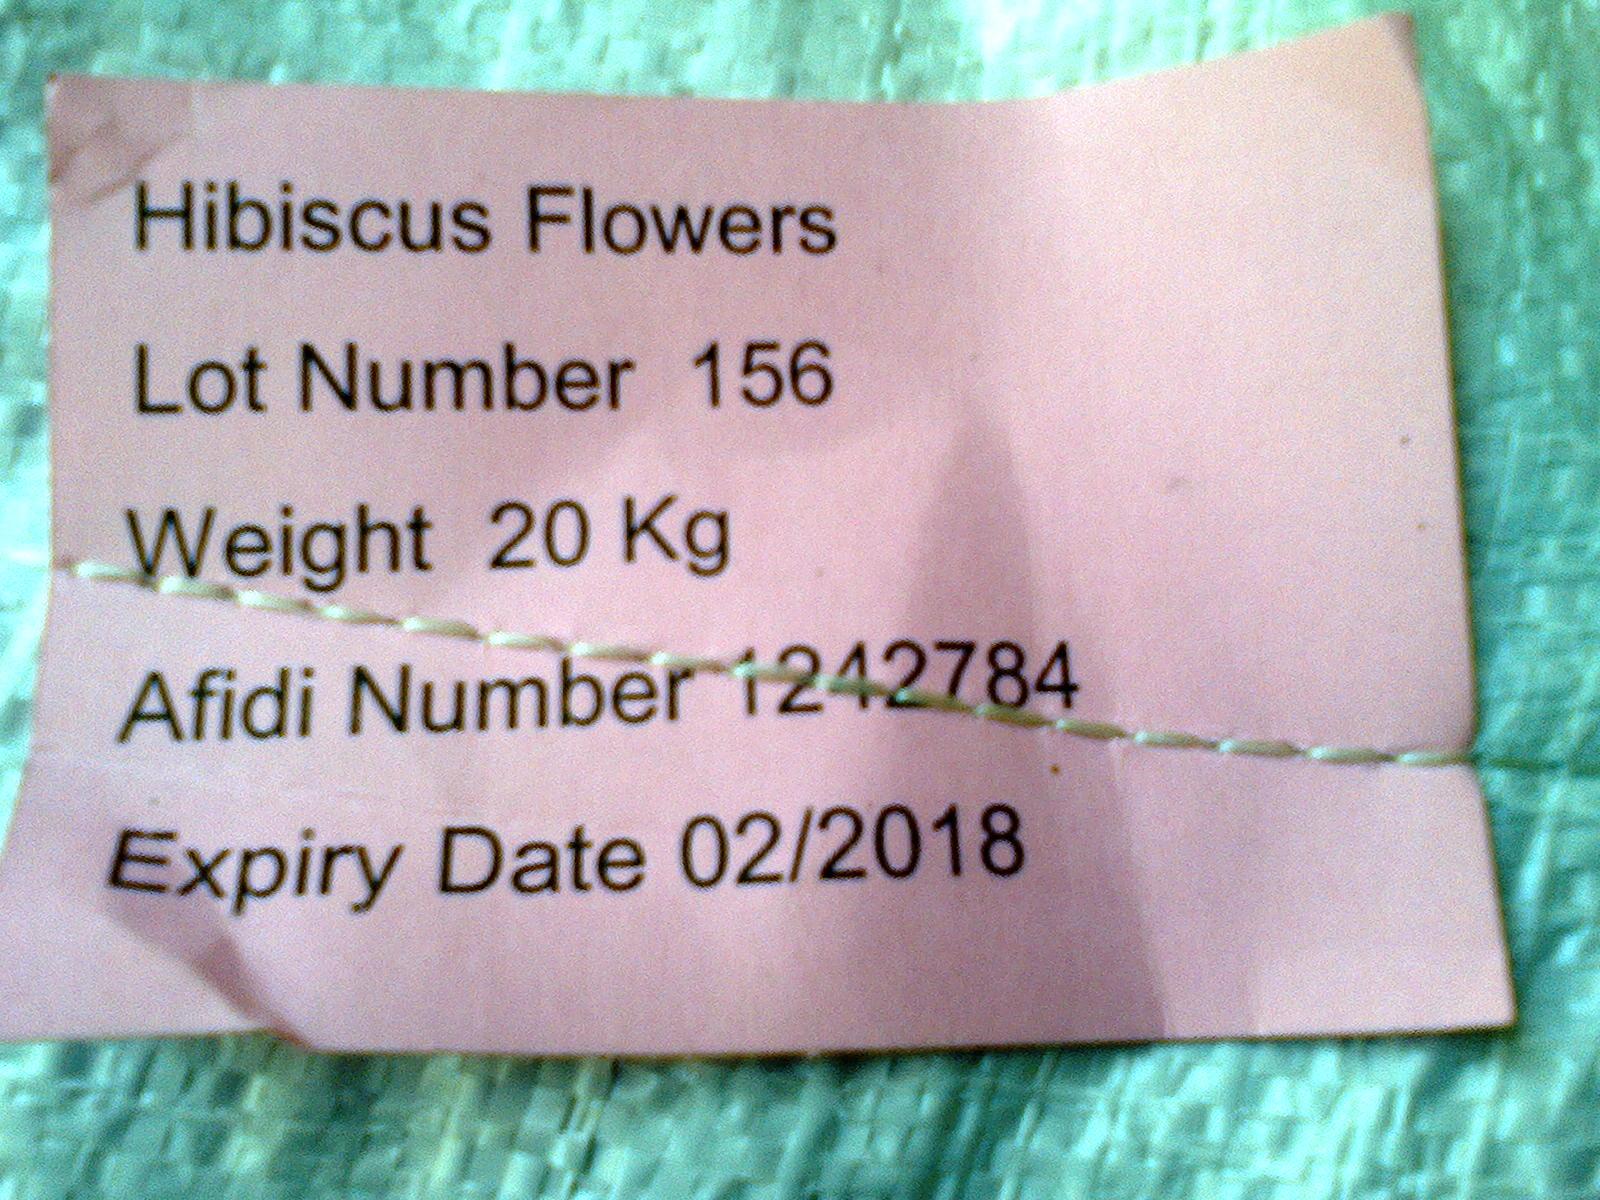 Hibiscus Flowers
Lot Number 156
Weight 20 Kg
Afidi Number 1242784
Expiry Date 02/2018